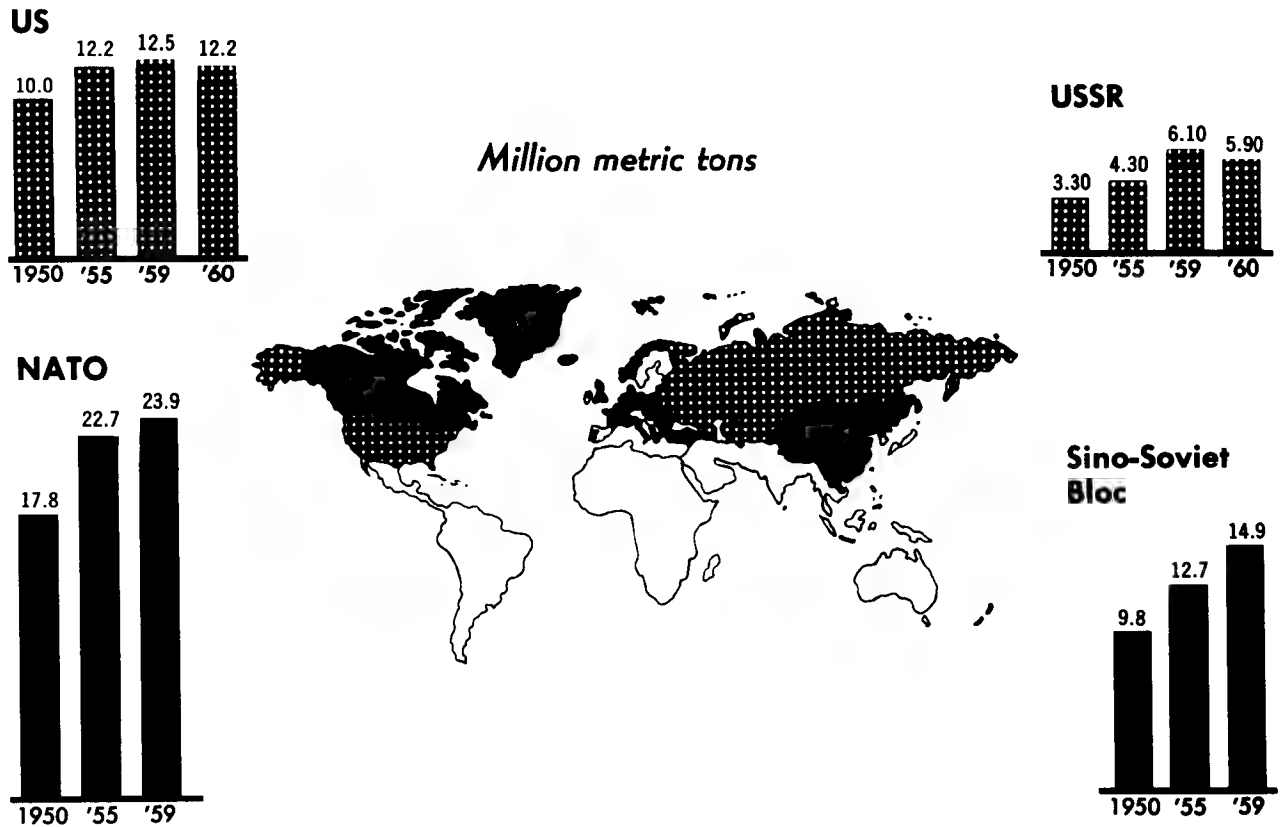 US
10.0 12.2 12.5 12.2
1950 '55 '59 '60
Million metric tons
USSR
3.30 4.30 6.10 5.90
1950 '55 '59 '60
NATO
17.8 22.7 23.9
1950 '55 '59
Sino-Soviet
Bloc
9.8 12.7 14.9
1950 '55 '59